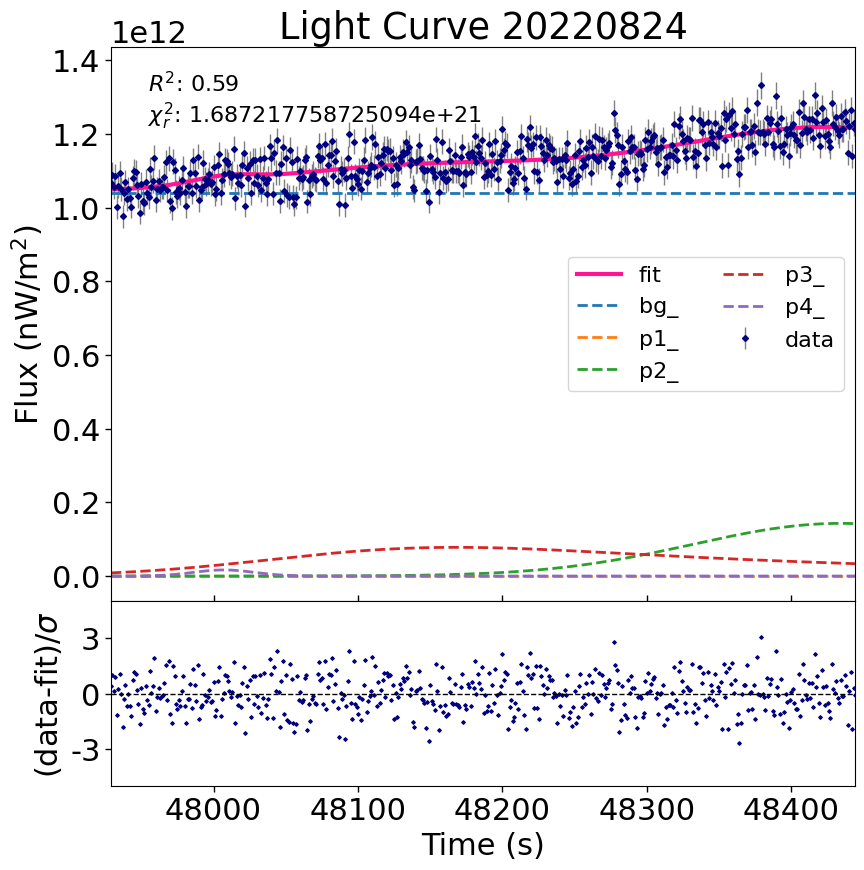 Light Curve 20220824
1e12
R²: 0.59
χ²ᵣ: 1.687217758725094e+21
1.4
1.2
1.0
0.8
0.6
0.4
0.2
0.0
Flux (nW/m²)
fit
bg_
p1_
p2_
p3_
p4_
data
3
0
-3
(data-fit)/σ
48000 48100 48200 48300 48400
Time (s)